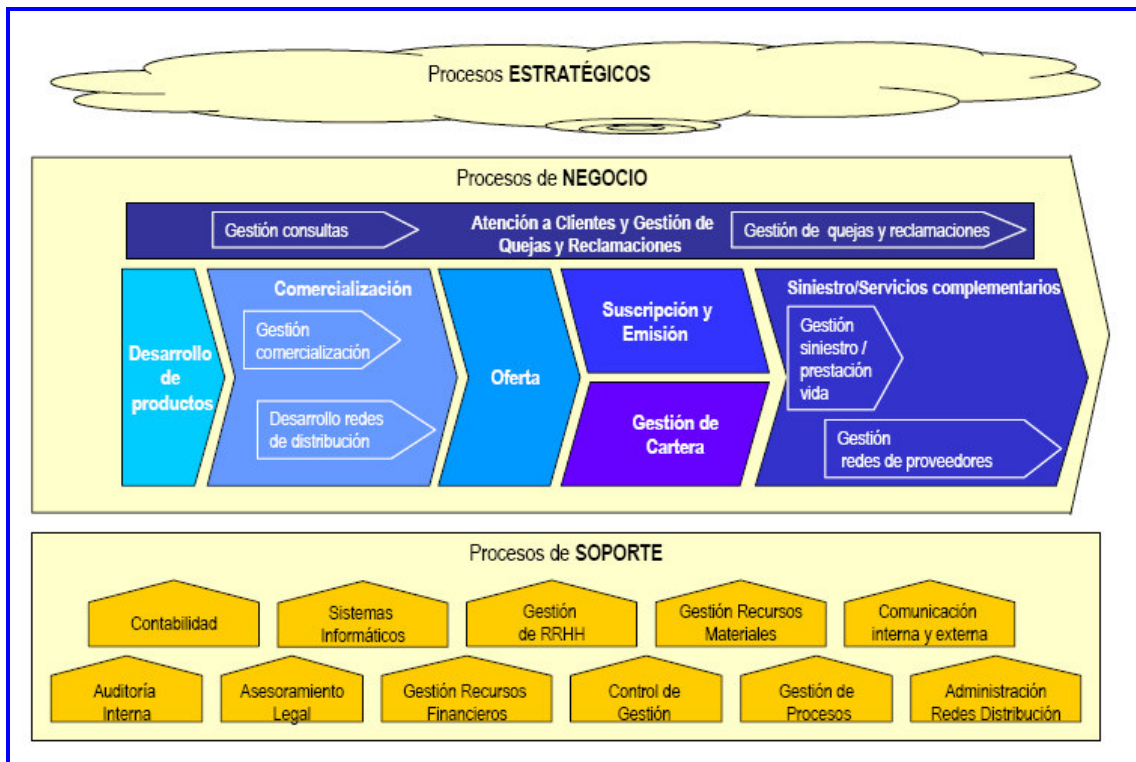 Procesos ESTRATÉGICOS
Procesos de NEGOCIO
Gestión consultas
Atención a Clientes y Gestión de
Quejas y Reclamaciones
Gestión de quejas y reclamaciones
Desarrollo
de
productos
Comercialización
Gestión
comercialización
Desarrollo redes
de distribución
Oferta
Suscripción y
Emisión
Gestión de
Cartera
Siniestro/Servicios complementarios
Gestión
siniestro /
prestación
vida
Gestión
redes de proveedores
Procesos de SOPORTE
Contabilidad
Sistemas
Informáticos
Gestión
de RRHH
Gestión Recursos
Materiales
Comunicación
interna y externa
Auditoría
Interna
Asesoramiento
Legal
Gestión Recursos
Financieros
Control de
Gestión
Gestión de
Procesos
Administración
Redes Distribución